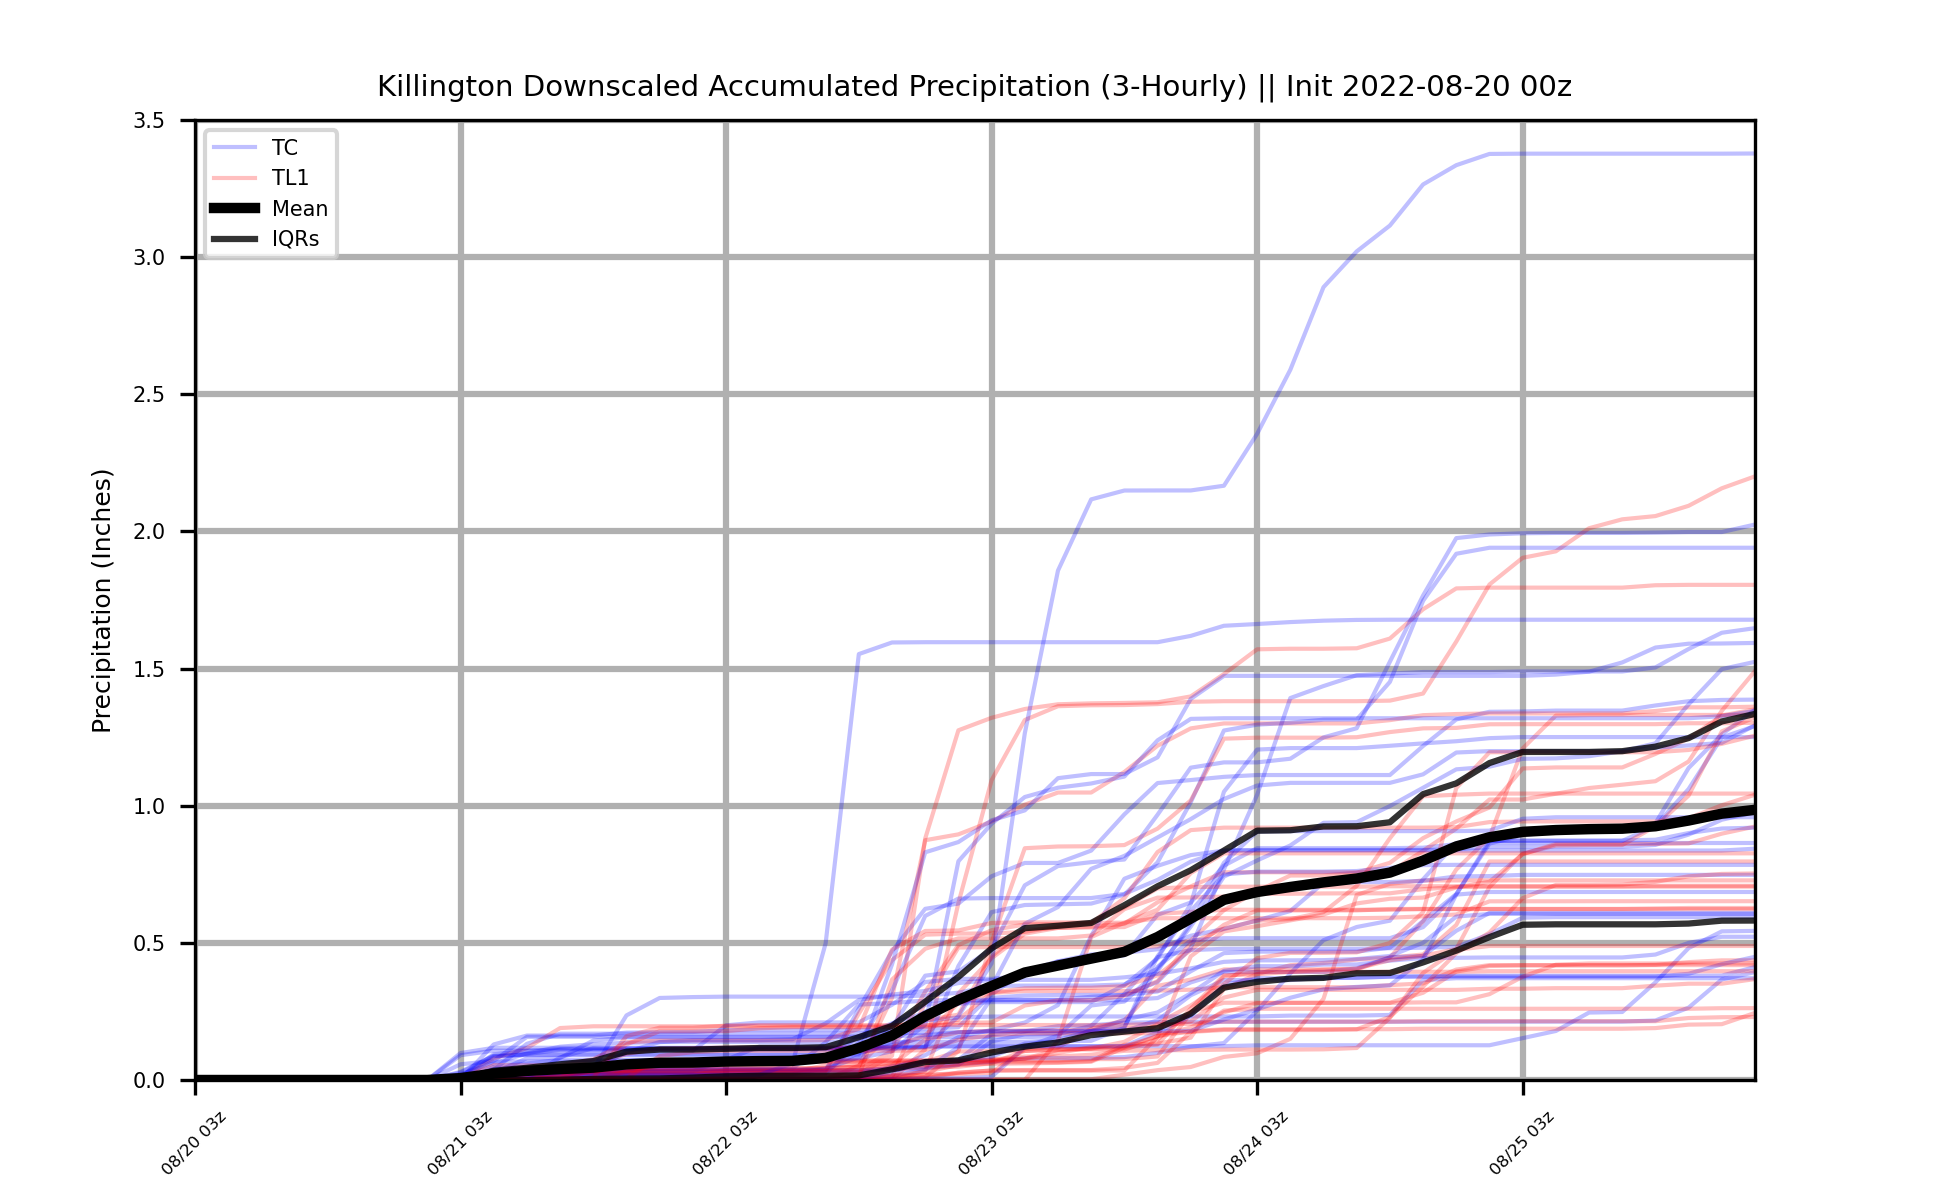 Killington Downscaled Accumulated Precipitation (3-Hourly) || Init 2022-08-20 00z
3.5
3.0
2.5
2.0
1.5
1.0
0.5
0.0
Precipitation (Inches)
TC
TL1
Mean
IQRs
08/20 03z
08/21 03z
08/22 03z
08/23 03z
08/24 03z
08/25 03z